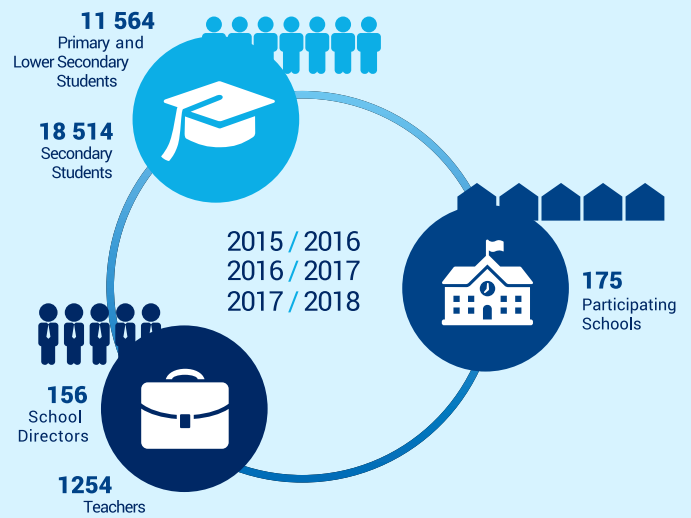 11 564
Primary and
Lower Secondary
Students
18 514
Secondary
Students
2015 / 2016
2016 / 2017
2017 / 2018
175
Participating
Schools
156
School
Directors
1254
Teachers